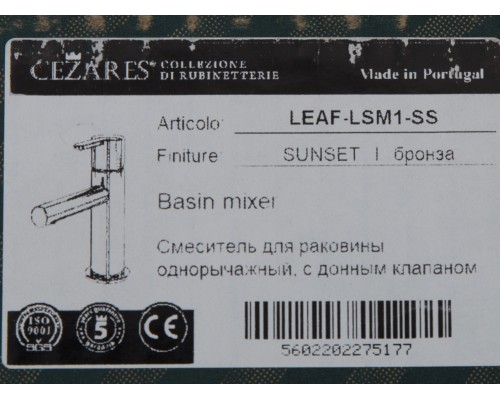 CEZARES® COLLEZIONE
DI RUBINETTERIE
Made in Portugal
Articolo: LEAF-LSM1-SS
Finiture: SUNSET | бронза
Basin mixer
Смеситель для раковины
однорычажный, с донным клапаном
ISO
9001
5
CE
5602202275177